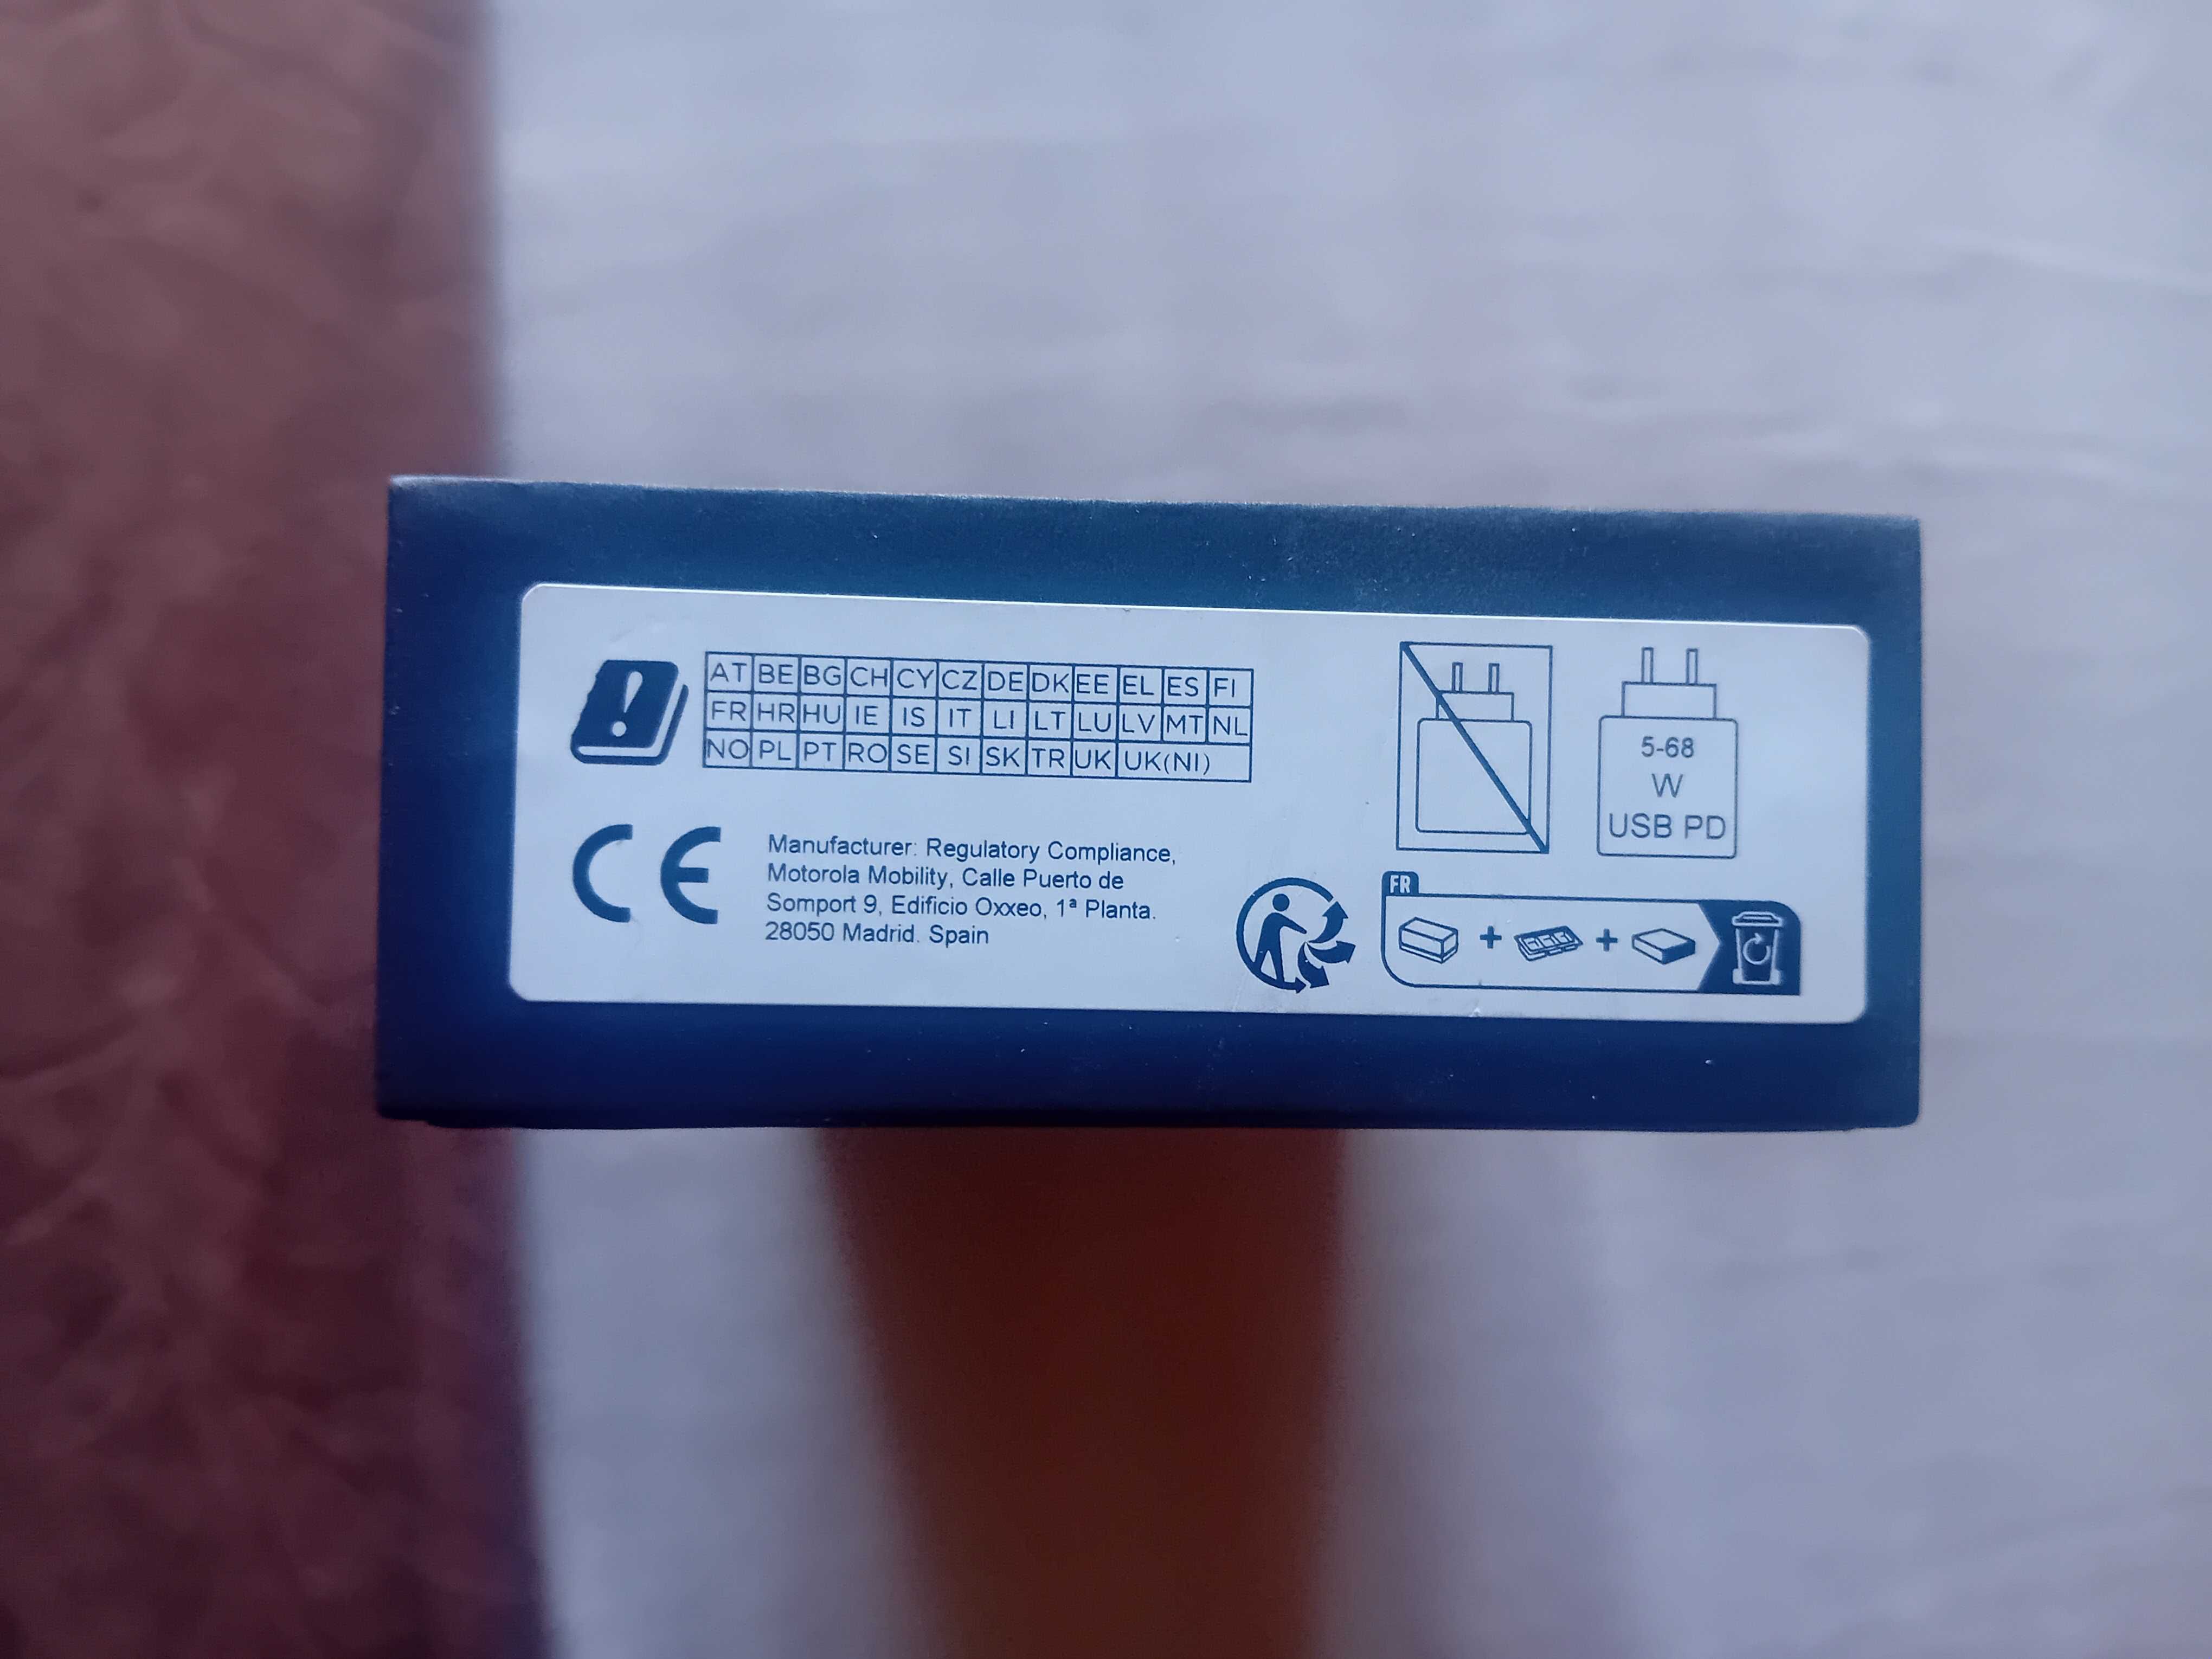 AT BE BG CH CY CZ DE DK EE EL ES FI
FR HR HU IE IS IT LI LT LU LV MT NL
NO PL PT RO SE SI SK TR UK UK(NI)
CE
Manufacturer: Regulatory Compliance,
Motorola Mobility, Calle Puerto de
Somport 9, Edificio Oxxeo, 1ª Planta.
28050 Madrid. Spain
5-68
W
USB PD
FR
+ +